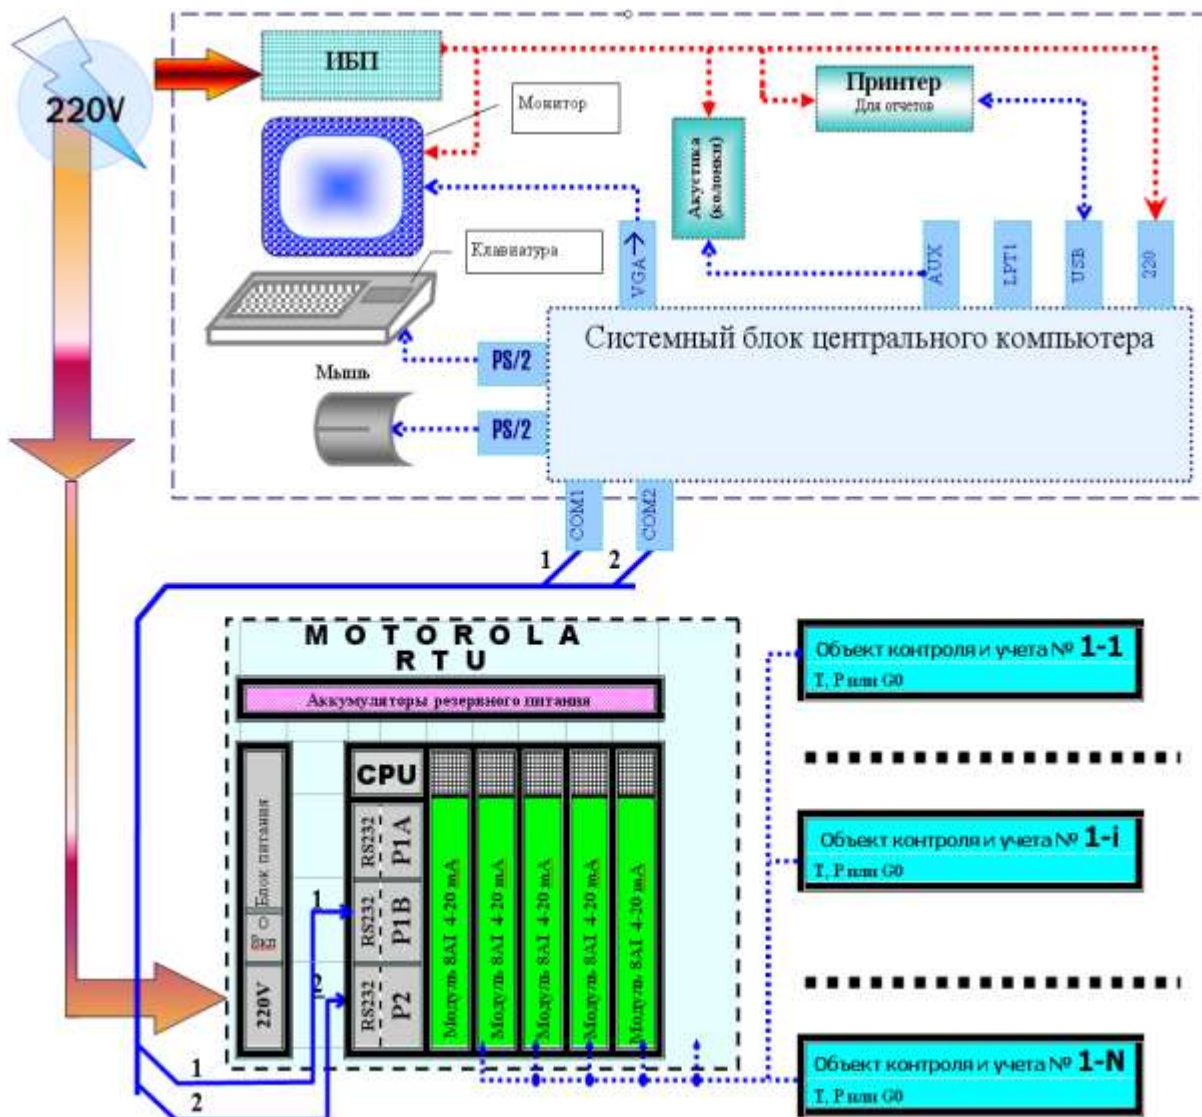 220V
ИБП
Монитор
Принтер
Для отчетов
Акустика
(колонки)
Клавиатура
VGA
AUX
LPT1
USB
220
Системный блок центрального компьютера
PS/2
Мышь
PS/2
COM1
COM2
1
2
MOTOROLA
RTU
Аккумуляторы резервного питания
Блок питания
Вкл
220V
CPU
RS232
P1A
RS232
P1B
RS232
P2
Модуль 8AI 4-20 mA
Модуль 8AI 4-20 mA
Модуль 8AI 4-20 mA
Модуль 8AI 4-20 mA
Модуль 8AI 4-20 mA
1
2
1
2
Объект контроля и учета № 1-1
T, P или G0
Объект контроля и учета № 1-i
T, P или G0
Объект контроля и учета № 1-N
T, P или G0